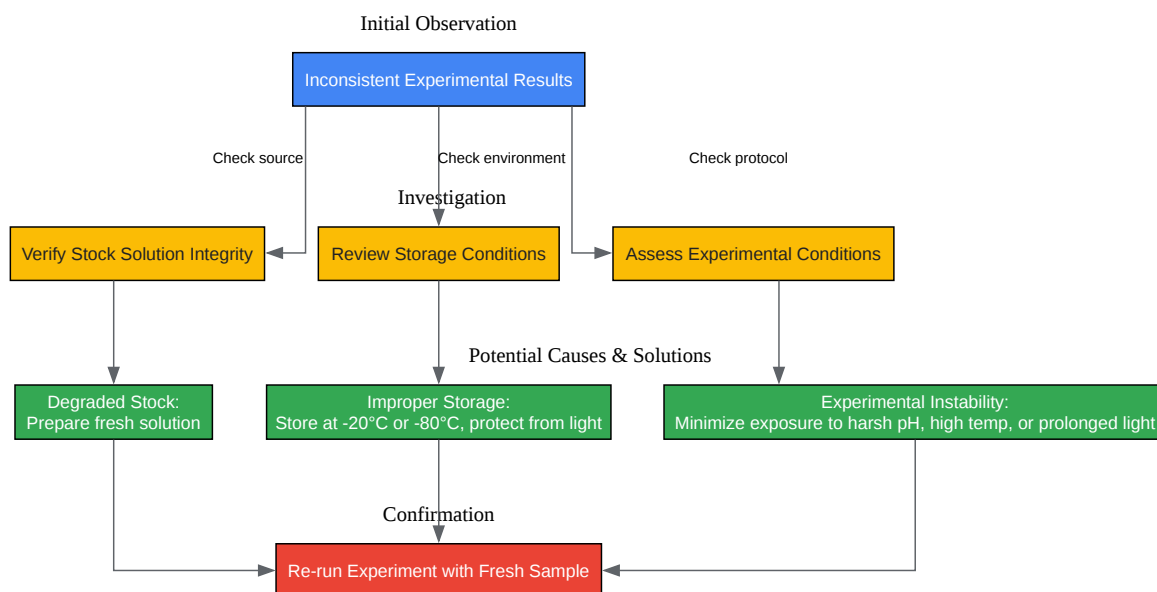 Initial Observation
Inconsistent Experimental Results
Check source
Check environment
Check protocol
Investigation
Verify Stock Solution Integrity
Review Storage Conditions
Assess Experimental Conditions
Potential Causes & Solutions
Degraded Stock:
Prepare fresh solution
Improper Storage:
Store at -20°C or -80°C, protect from light
Experimental Instability:
Minimize exposure to harsh pH, high temp, or prolonged light
Confirmation
Re-run Experiment with Fresh Sample